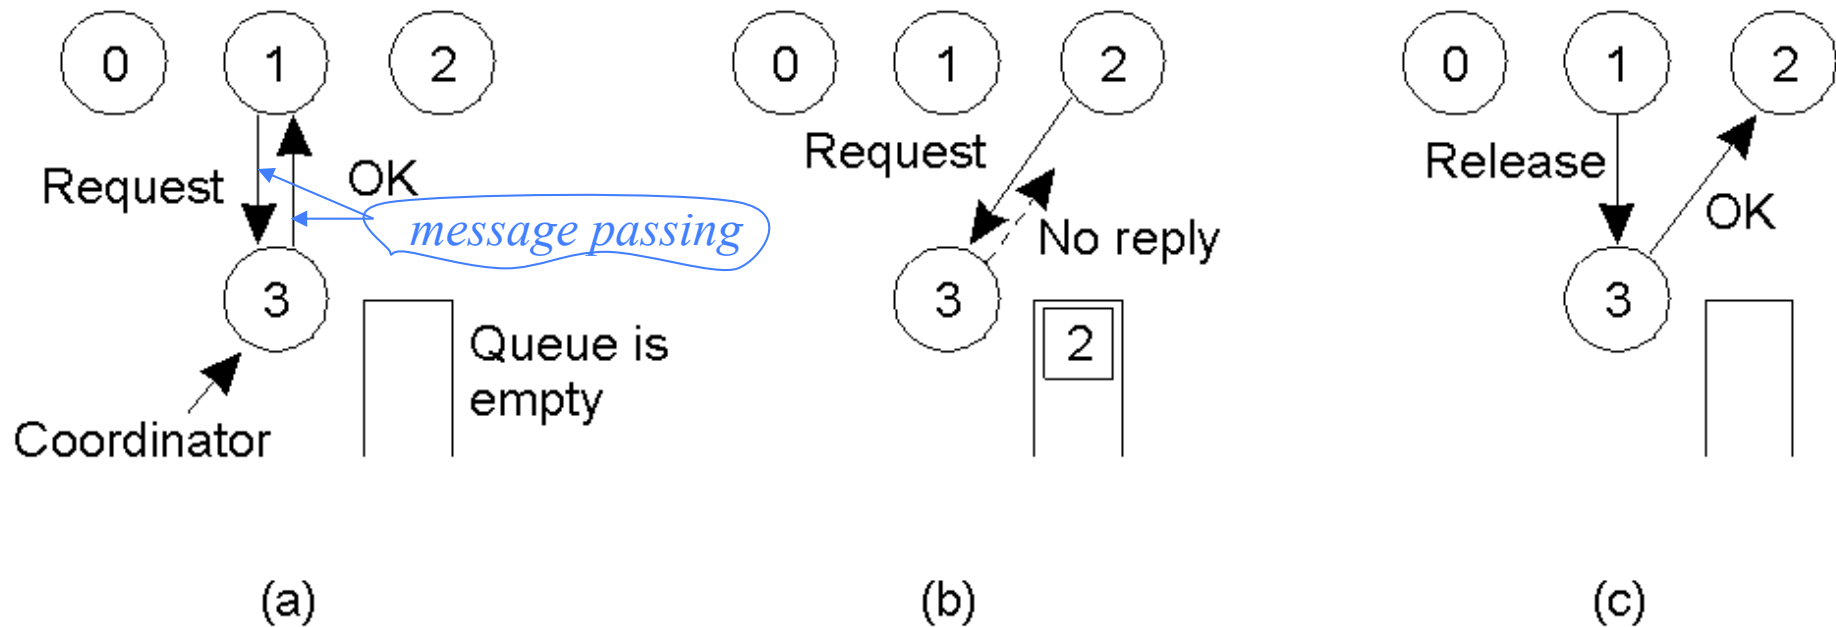 0 1 2
Request
OK
message passing
3
Queue is
empty
Coordinator
(a)
0 1 2
Request
No reply
3
2
(b)
0 1 2
Release
OK
3
(c)